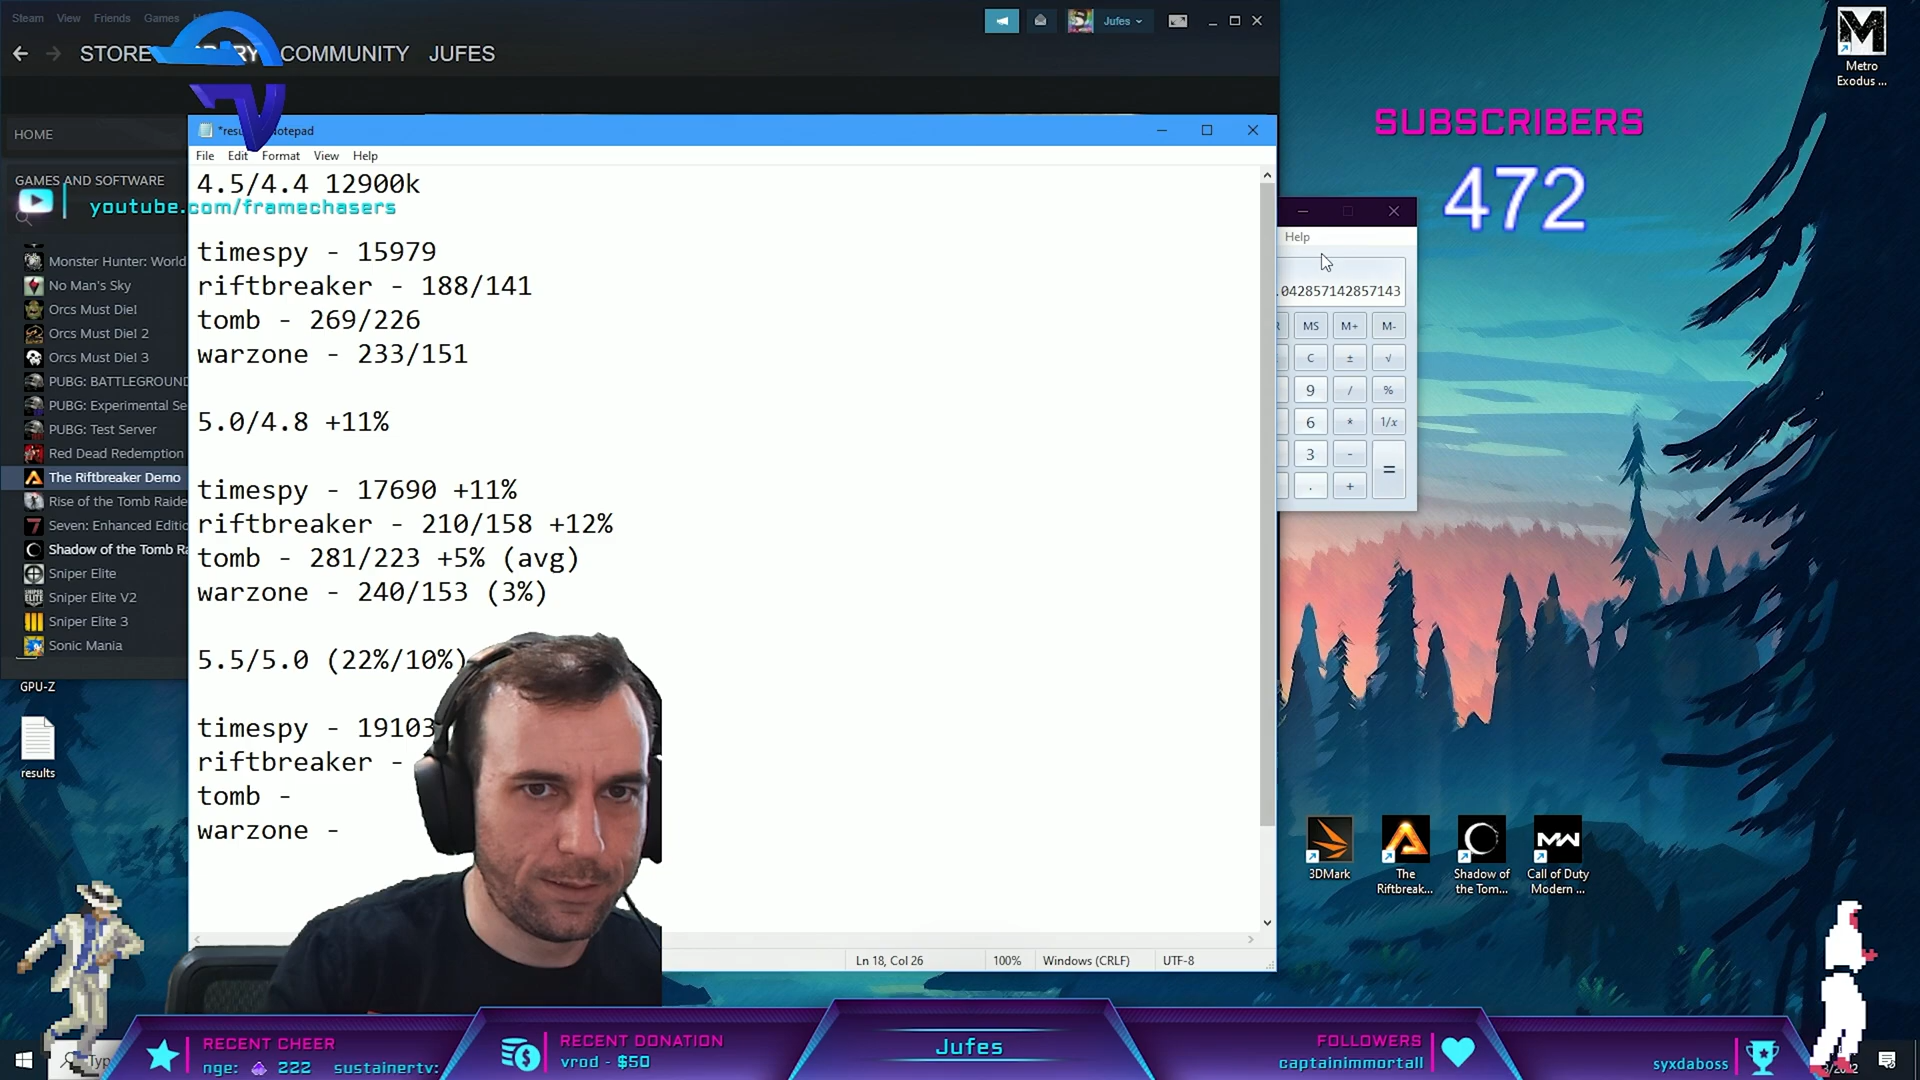 Steam View Friends Games
Jufes
STORE COMMUNITY JUFES
HOME
GAMES AND SOFTWARE
youtube.com/framechasers
Monster Hunter: World
No Man's Sky
Orcs Must Die!
Orcs Must Die! 2
Orcs Must Die! 3
PUBG: BATTLEGROUND
PUBG: Experimental Se
PUBG: Test Server
Red Dead Redemption
The Riftbreaker Demo
Rise of the Tomb Raide
Seven: Enhanced Editio
Shadow of the Tomb Ra
Sniper Elite
Sniper Elite V2
Sniper Elite 3
Sonic Mania
GPU-Z
results
File Edit Format View Help
4.5/4.4 12900k
timespy - 15979
riftbreaker - 188/141
tomb - 269/226
warzone - 233/151
5.0/4.8 +11%
timespy - 17690 +11%
riftbreaker - 210/158 +12%
tomb - 281/223 +5% (avg)
warzone - 240/153 (3%)
5.5/5.0 (22%/10%)
timespy - 19103
riftbreaker -
tomb -
warzone -
Ln 18, Col 26 100% Windows (CRLF) UTF-8
Help
.042857142857143
MS M+ M-
C ± √
9 / %
6 * 1/x
3 - =
. +
SUBSCRIBERS
472
Metro
Exodus ...
3DMark
The
Riftbreak...
Shadow of
the Tom...
Call of Duty
Modern ...
RECENT CHEER
nge: 222 sustainertv:
RECENT DONATION
vrod - $50
Jufes
FOLLOWERS
captainimmortall
syxdaboss